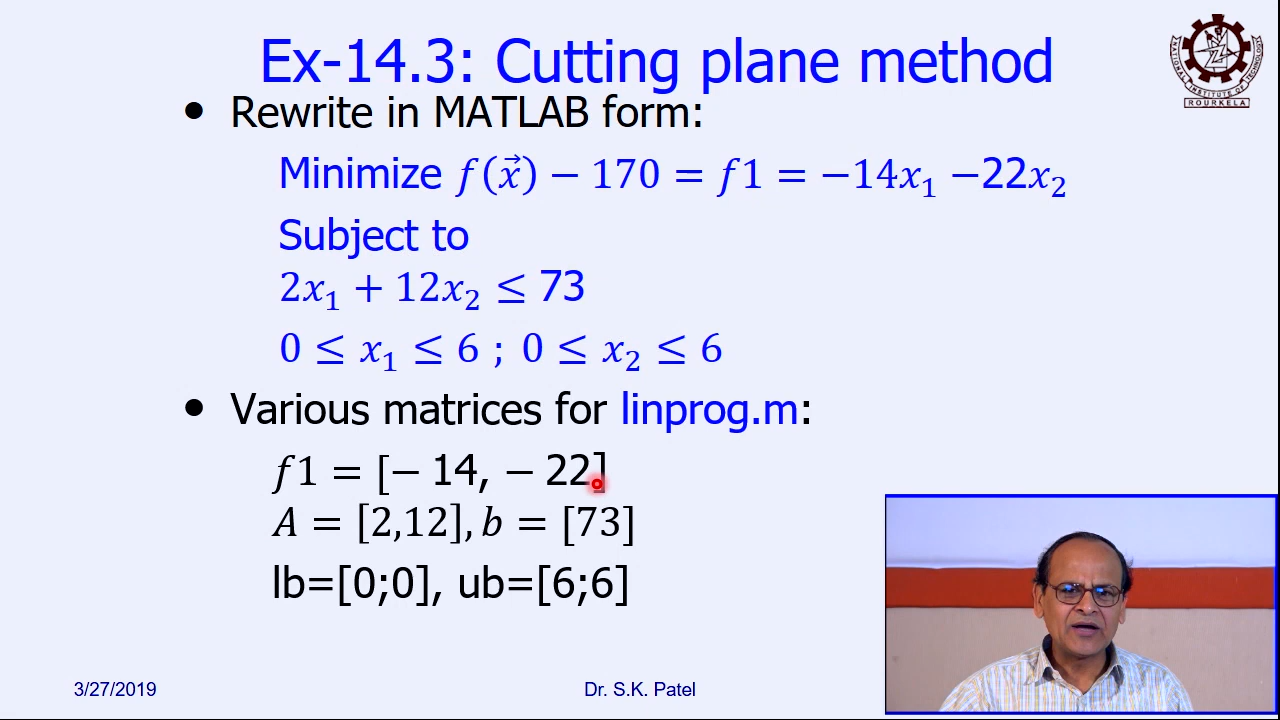 Ex-14.3: Cutting plane method
• Rewrite in MATLAB form:
Minimize f(x⃗) − 170 = f1 = −14x₁ −22x₂
Subject to
2x₁ + 12x₂ ≤ 73
0 ≤ x₁ ≤ 6 ; 0 ≤ x₂ ≤ 6
• Various matrices for linprog.m:
f1 = [− 14, − 22]
A = [2,12], b = [73]
lb=[0;0], ub=[6;6]
3/27/2019
Dr. S.K. Patel
ROURKELA